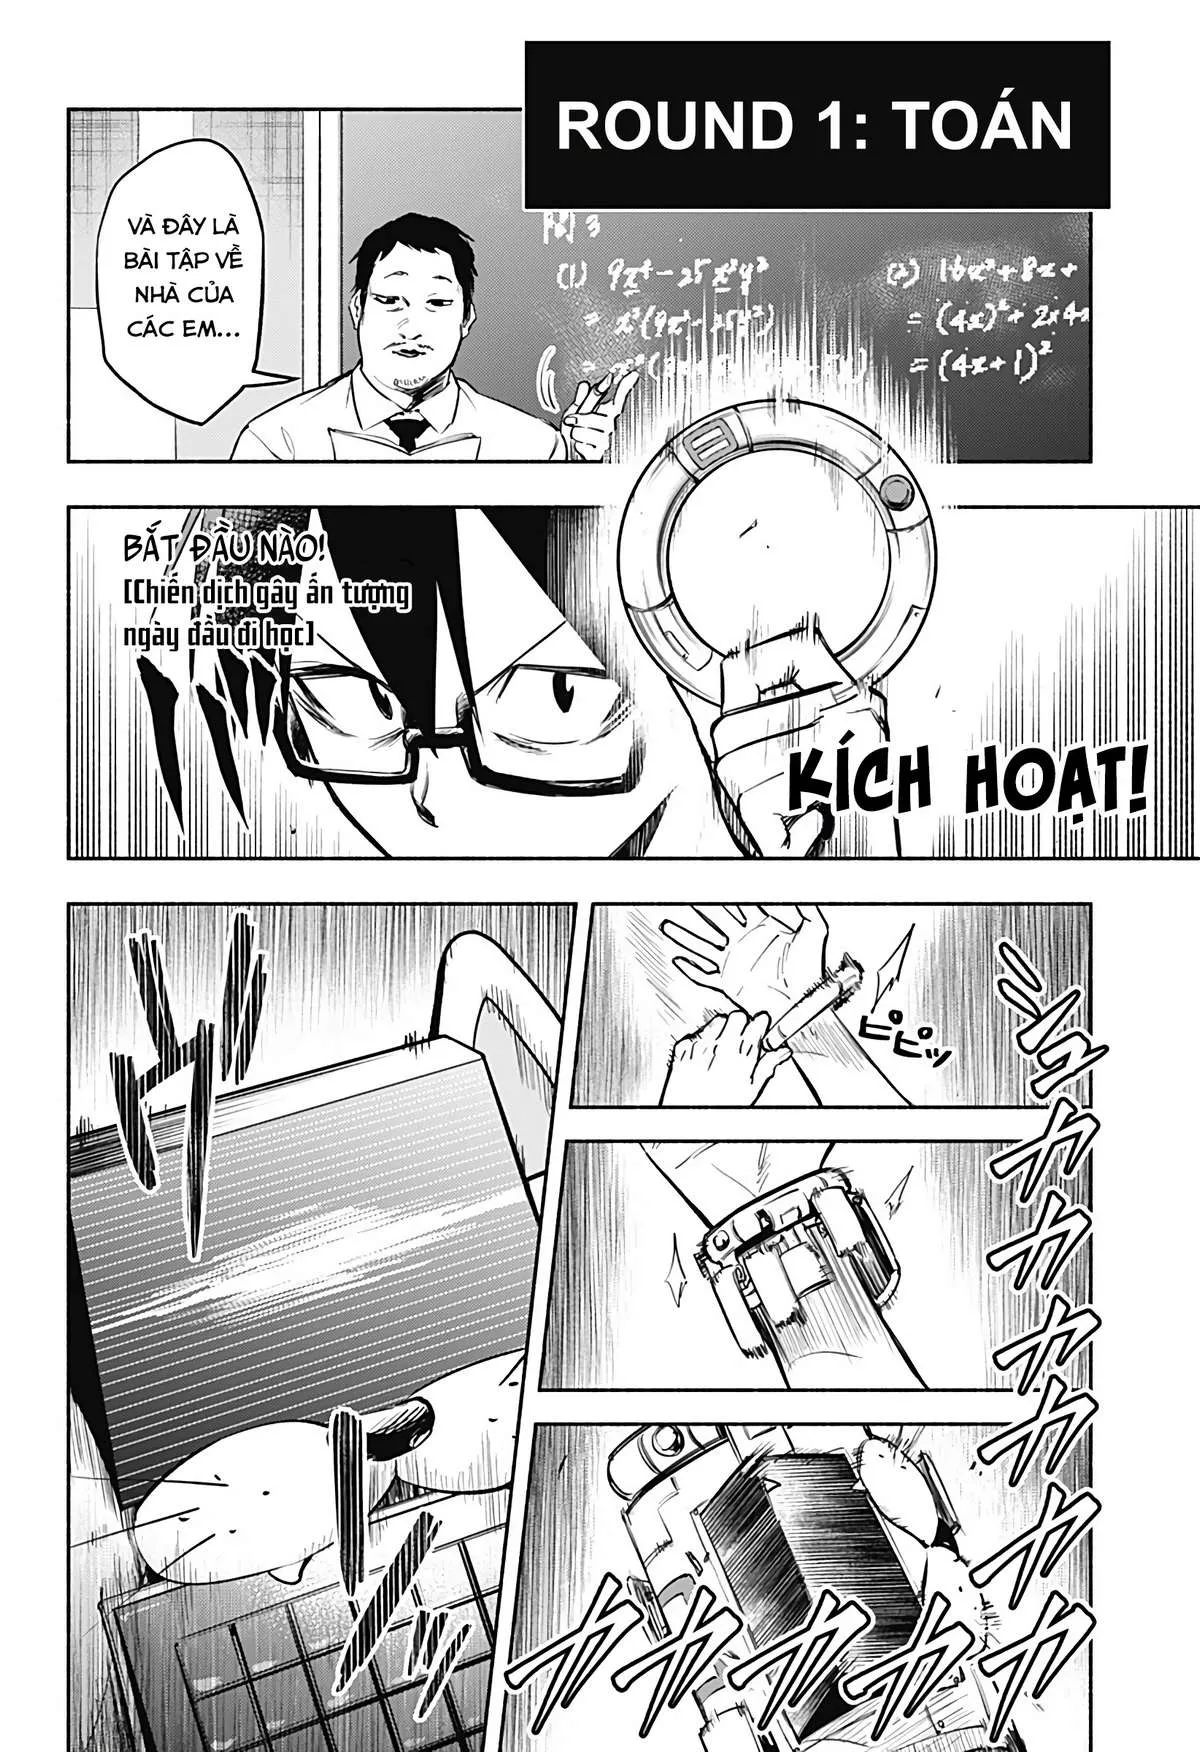 ROUND 1: TOÁN
VÀ ĐÂY LÀ
BÀI TẬP VỀ
NHÀ CỦA
CÁC EM...
問3
(1) 9x⁴-25x²y²
= x²(9x²-25y²)
(2) 16x²+8x+
= (4x)²+2×4x
= (4x+1)²
BẮT ĐẦU NÀO!
[Chiến dịch gây ấn tượng
ngày đầu đi học]
KÍCH HOẠT!
ピピッ
シュカカカカカカ
カカカカカ